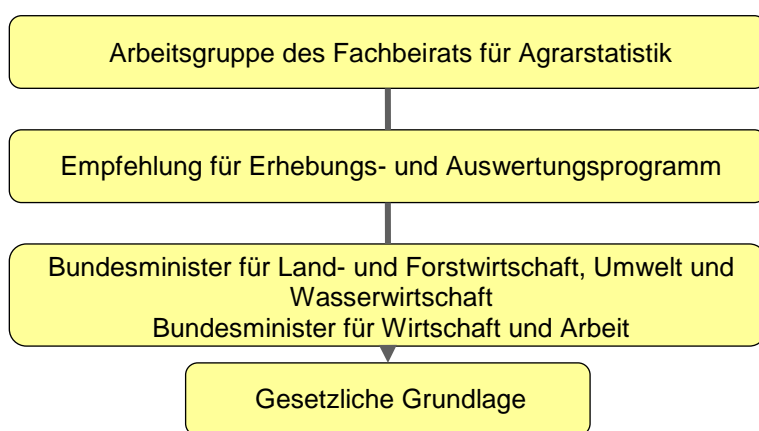 Arbeitsgruppe des Fachbeirats für Agrarstatistik
Empfehlung für Erhebungs- und Auswertungsprogramm
Bundesminister für Land- und Forstwirtschaft, Umwelt und
Wasserwirtschaft
Bundesminister für Wirtschaft und Arbeit
Gesetzliche Grundlage